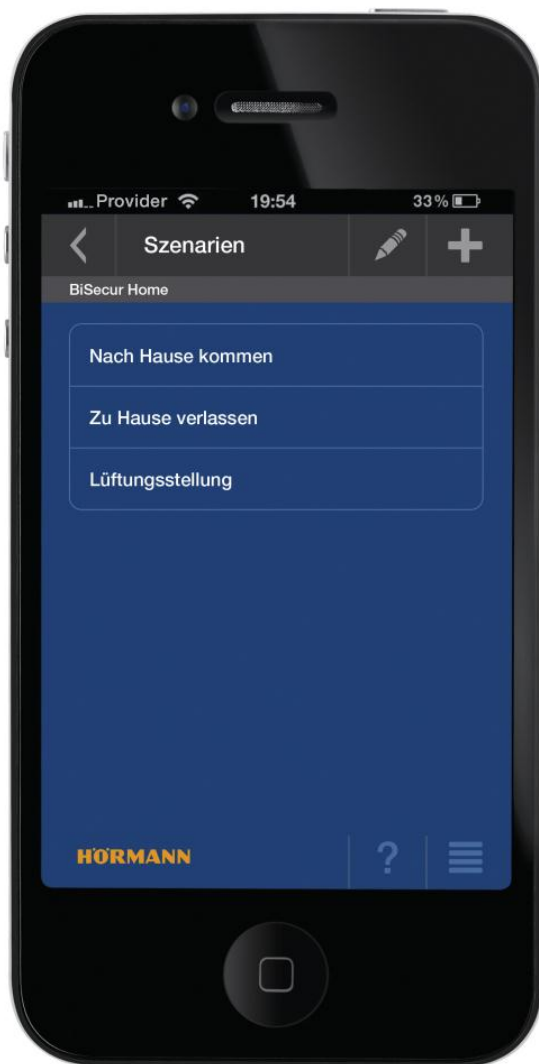 Provider 19:54 33%
Szenarien
BiSecur Home
Nach Hause kommen
Zu Hause verlassen
Lüftungsstellung
HÖRMANN
?